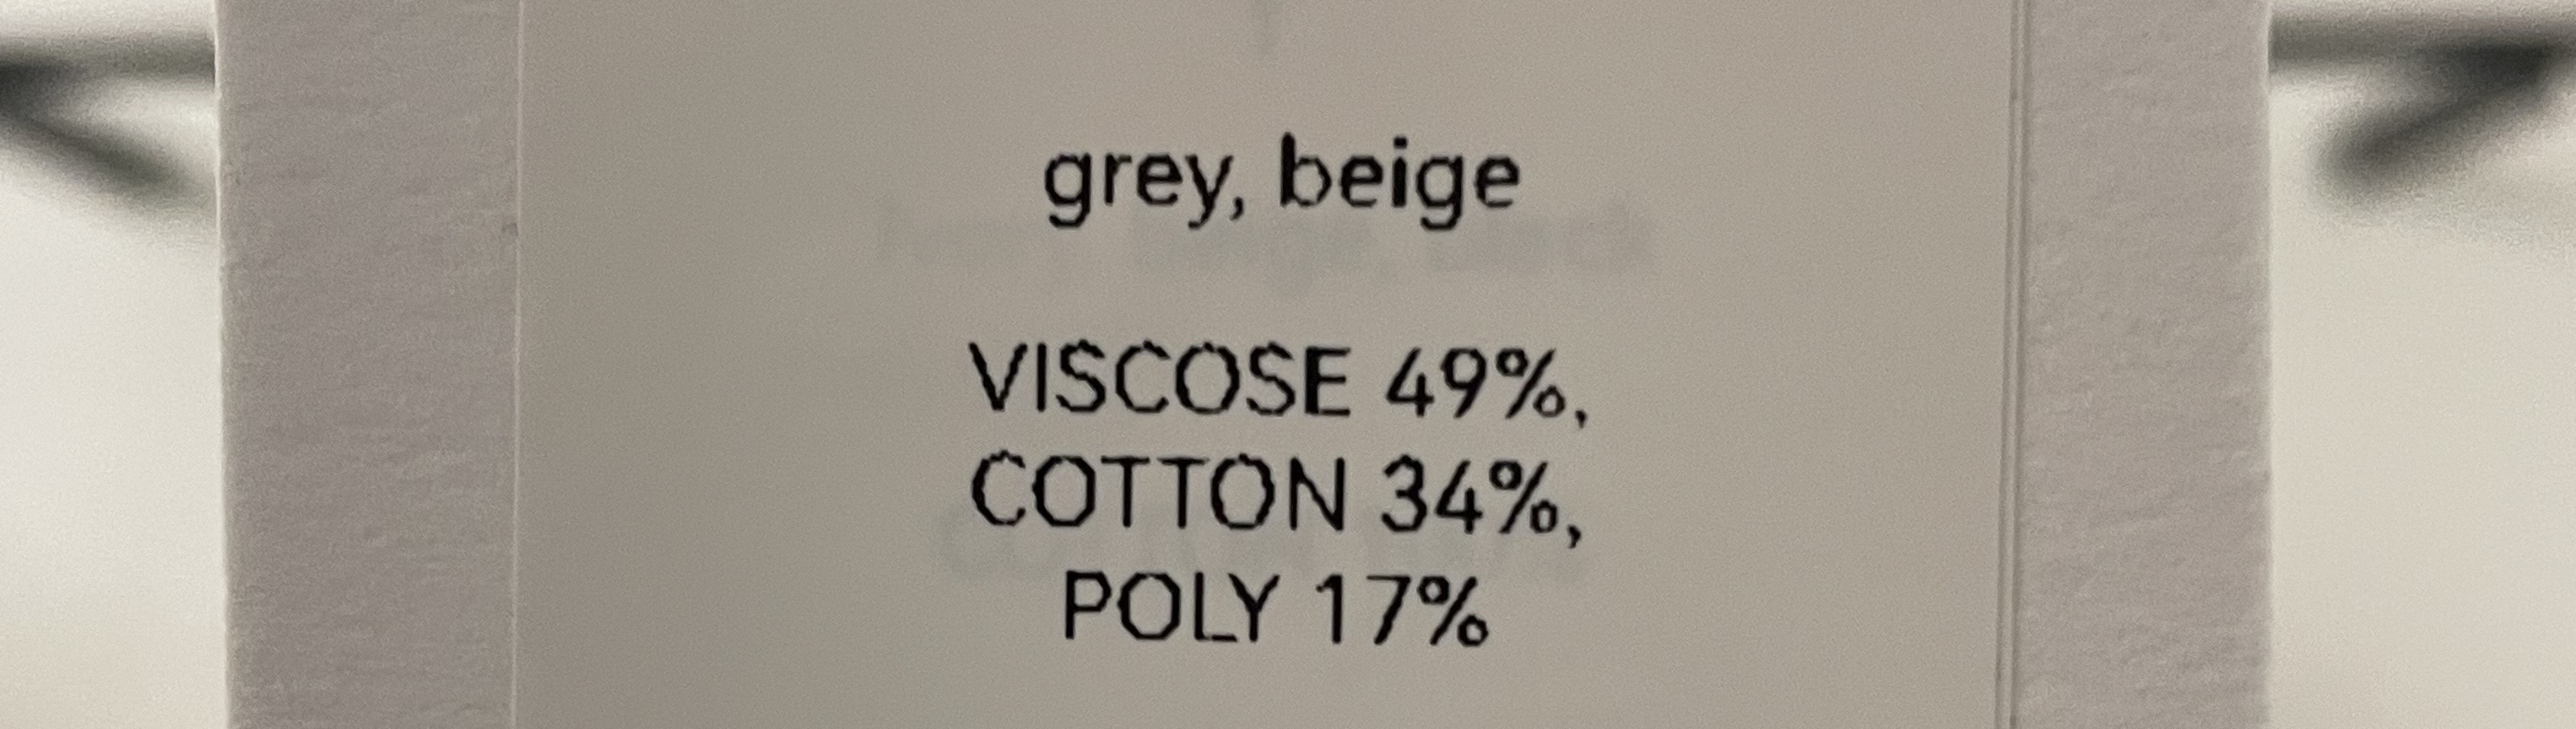 grey, beige
VISCOSE 49%,
COTTON 34%,
POLY 17%